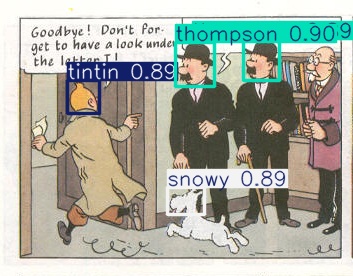 Goodbye! Don't for-
get to have a look under
the letter T!
thompson 0.90
tintin 0.89
snowy 0.89